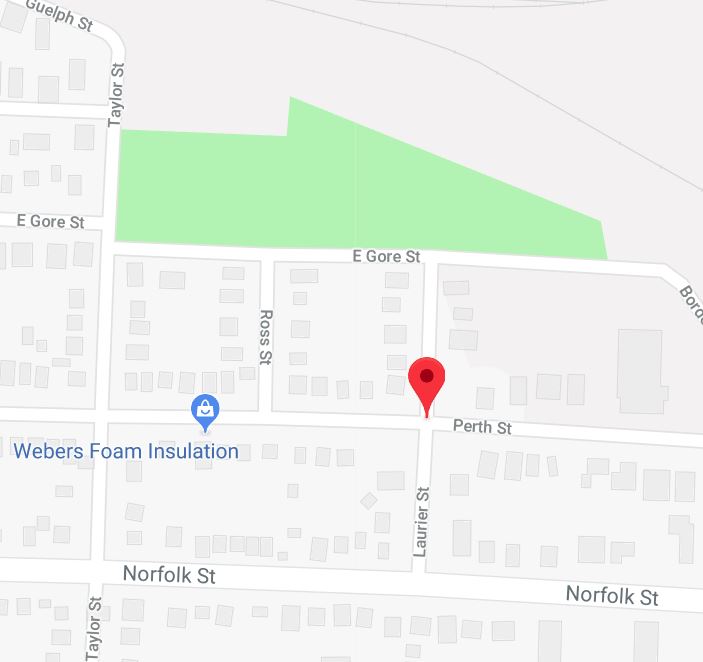 Guelph St
Taylor St
E Gore St
E Gore St
Borde
Ross St
Perth St
Webers Foam Insulation
Laurier St
Norfolk St
Norfolk St
Taylor St